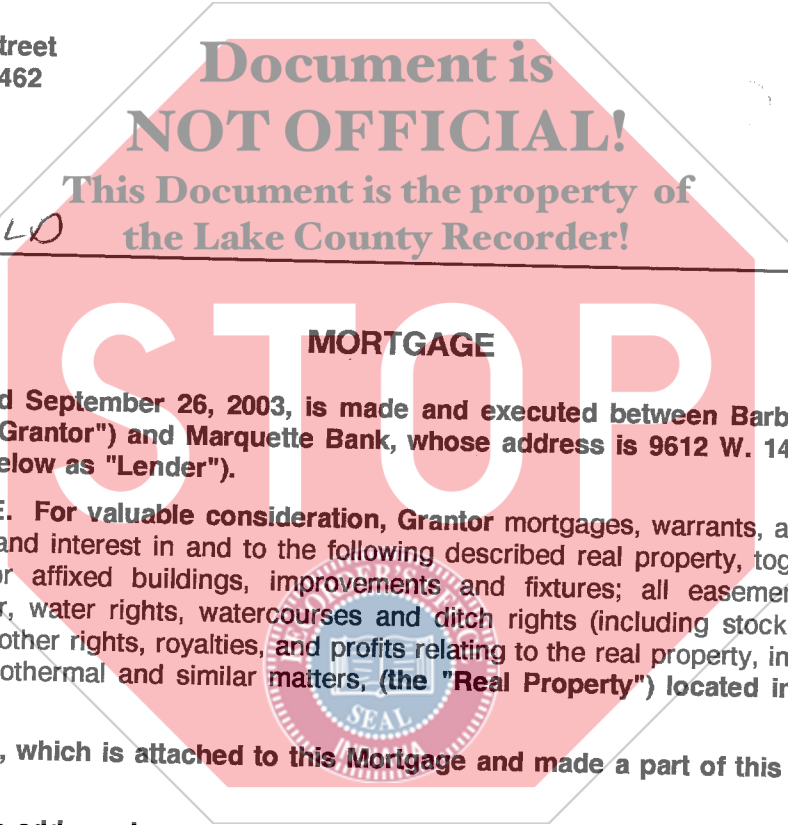 treet
462
Document is
NOT OFFICIAL!
This Document is the property of
the Lake County Recorder!
LD
MORTGAGE
d September 26, 2003, is made and executed between Barb
Grantor") and Marquette Bank, whose address is 9612 W. 14
elow as "Lender").
E. For valuable consideration, Grantor mortgages, warrants, a
and interest in and to the following described real property, tog
or affixed buildings, improvements and fixtures; all easemer
r, water rights, watercourses and ditch rights (including stock
other rights, royalties, and profits relating to the real property, in
othermal and similar matters, (the "Real Property") located in
, which is attached to this Mortgage and made a part of this
STOP
SEAL